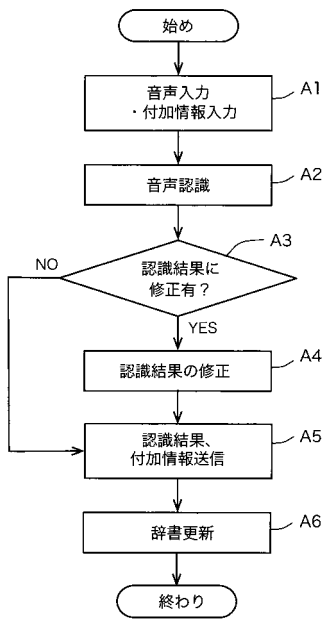 始め
音声入力
・付加情報入力
A1
音声認識
A2
A3
認識結果に
修正有？
NO
YES
認識結果の修正
A4
認識結果、
付加情報送信
A5
辞書更新
A6
終わり